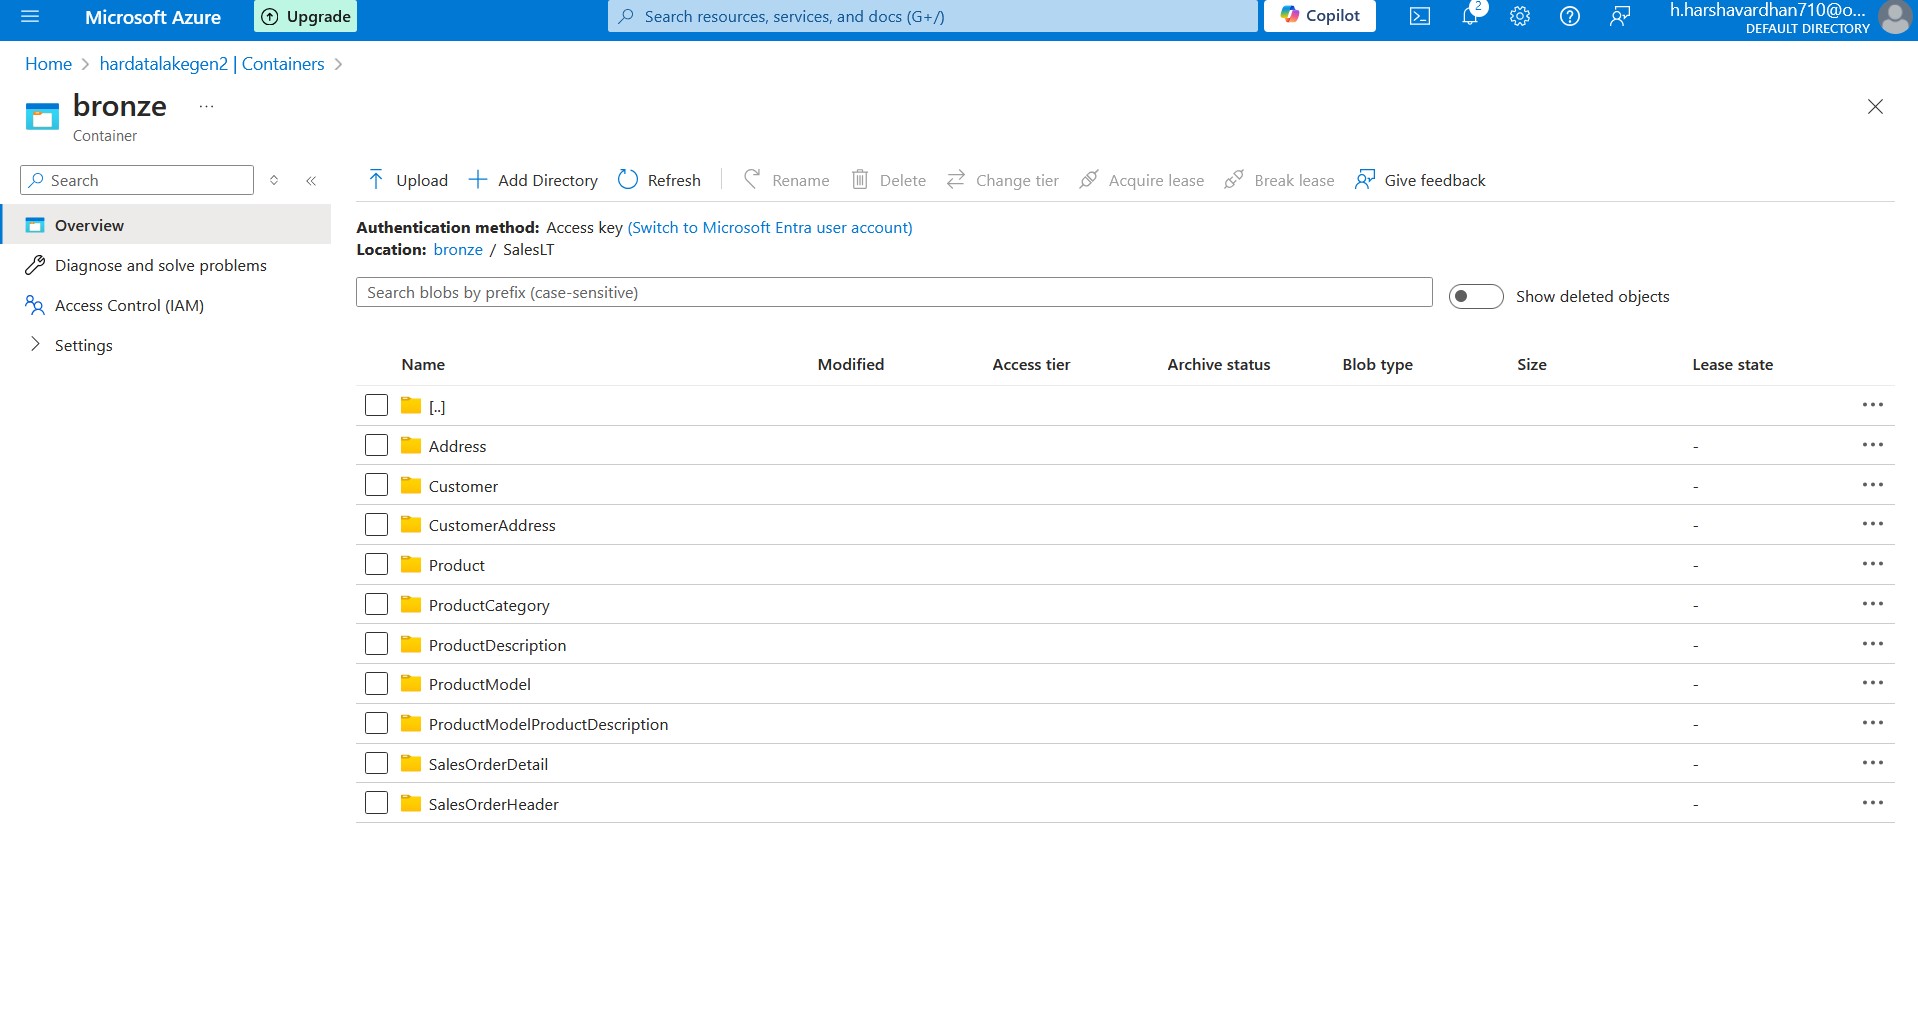 Microsoft Azure Upgrade Search resources, services, and docs (G+/) Copilot 2 h.harshavardhan710@o...
DEFAULT DIRECTORY
Home > hardatalakegen2 | Containers >
bronze ...
Container
Search « Upload Add Directory Refresh Rename Delete Change tier Acquire lease Break lease Give feedback
Overview
Diagnose and solve problems
Access Control (IAM)
Settings
Authentication method: Access key (Switch to Microsoft Entra user account)
Location: bronze / SalesLT
Search blobs by prefix (case-sensitive) Show deleted objects
Name Modified Access tier Archive status Blob type Size Lease state
[..] ...
Address - ...
Customer - ...
CustomerAddress - ...
Product - ...
ProductCategory - ...
ProductDescription - ...
ProductModel - ...
ProductModelProductDescription - ...
SalesOrderDetail - ...
SalesOrderHeader - ...